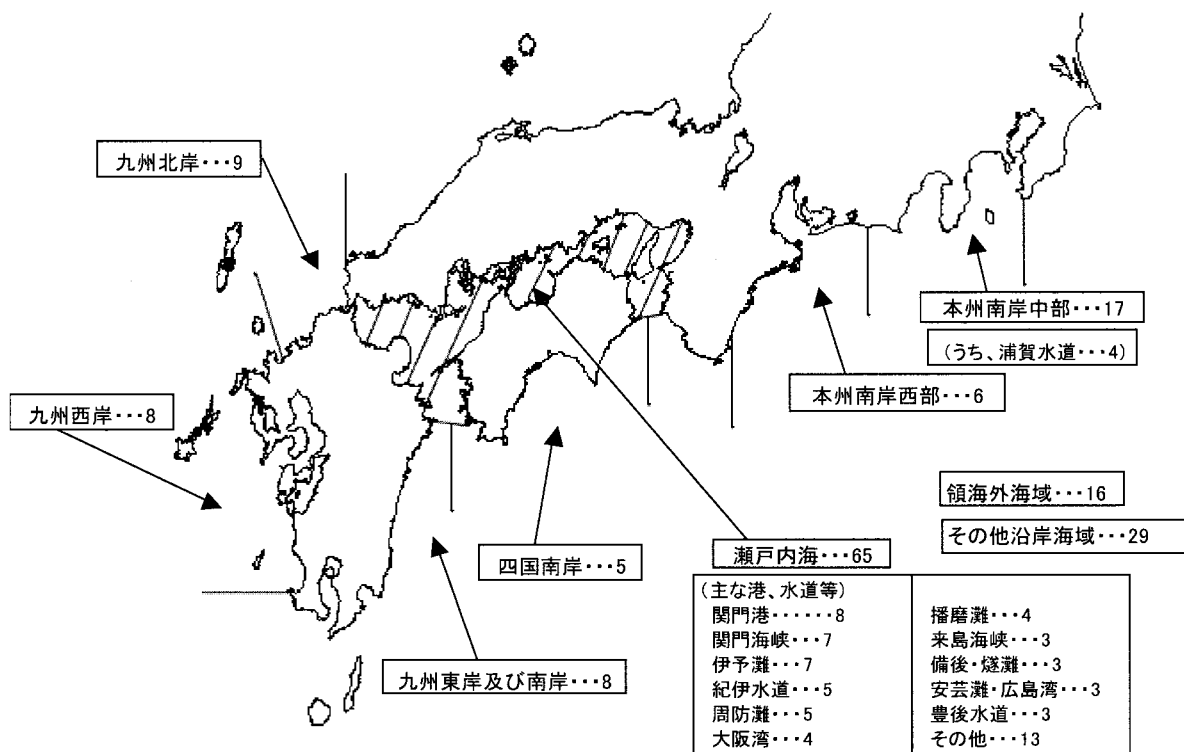 九州北岸・・・9
本州南岸中部・・・17
(うち、浦賀水道・・・4)
本州南岸西部・・・6
九州西岸・・・8
領海外海域・・・16
その他沿岸海域・・・29
四国南岸・・・5
九州東岸及び南岸・・・8
瀬戸内海・・・65
(主な港、水道等)
関門港・・・・・・8
関門海峡・・・7
伊予灘・・・7
紀伊水道・・・5
周防灘・・・5
大阪湾・・・4
播磨灘・・・4
来島海峡・・・3
備後・燧灘・・・3
安芸灘・広島湾・・・3
豊後水道・・・3
その他・・・13